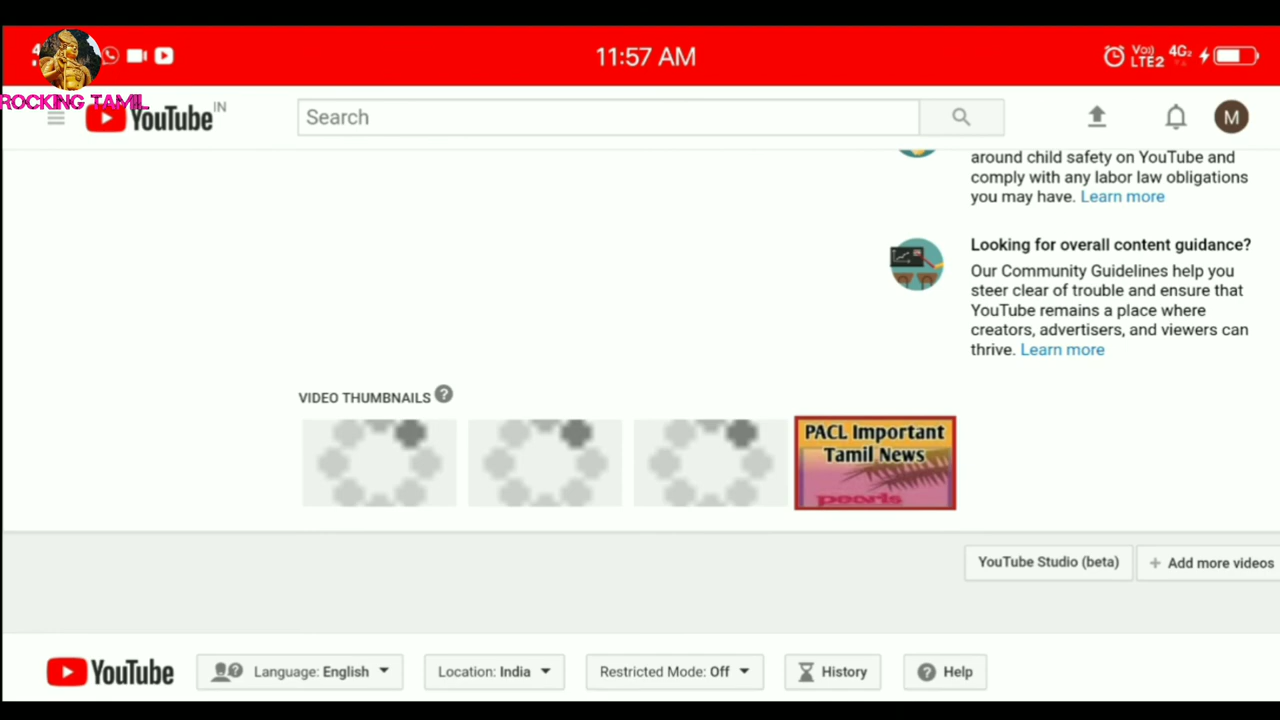 11:57 AM
Vo)) LTE2 4G2
ROCKING TAMIL
YouTube IN
Search
M
around child safety on YouTube and
comply with any labor law obligations
you may have. Learn more
Looking for overall content guidance?
Our Community Guidelines help you
steer clear of trouble and ensure that
YouTube remains a place where
creators, advertisers, and viewers can
thrive. Learn more
VIDEO THUMBNAILS ?
PACL Important
Tamil News
pearls
YouTube Studio (beta)
+ Add more videos
YouTube
Language: English
Location: India
Restricted Mode: Off
History
? Help